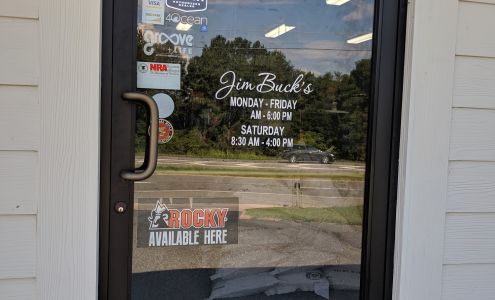 VISA
4ocean
groove
LIFE
NRA
Jim Buck's
MONDAY - FRIDAY
AM - 6:00 PM
SATURDAY
8:30 AM - 4:00 PM
ROCKY
AVAILABLE HERE